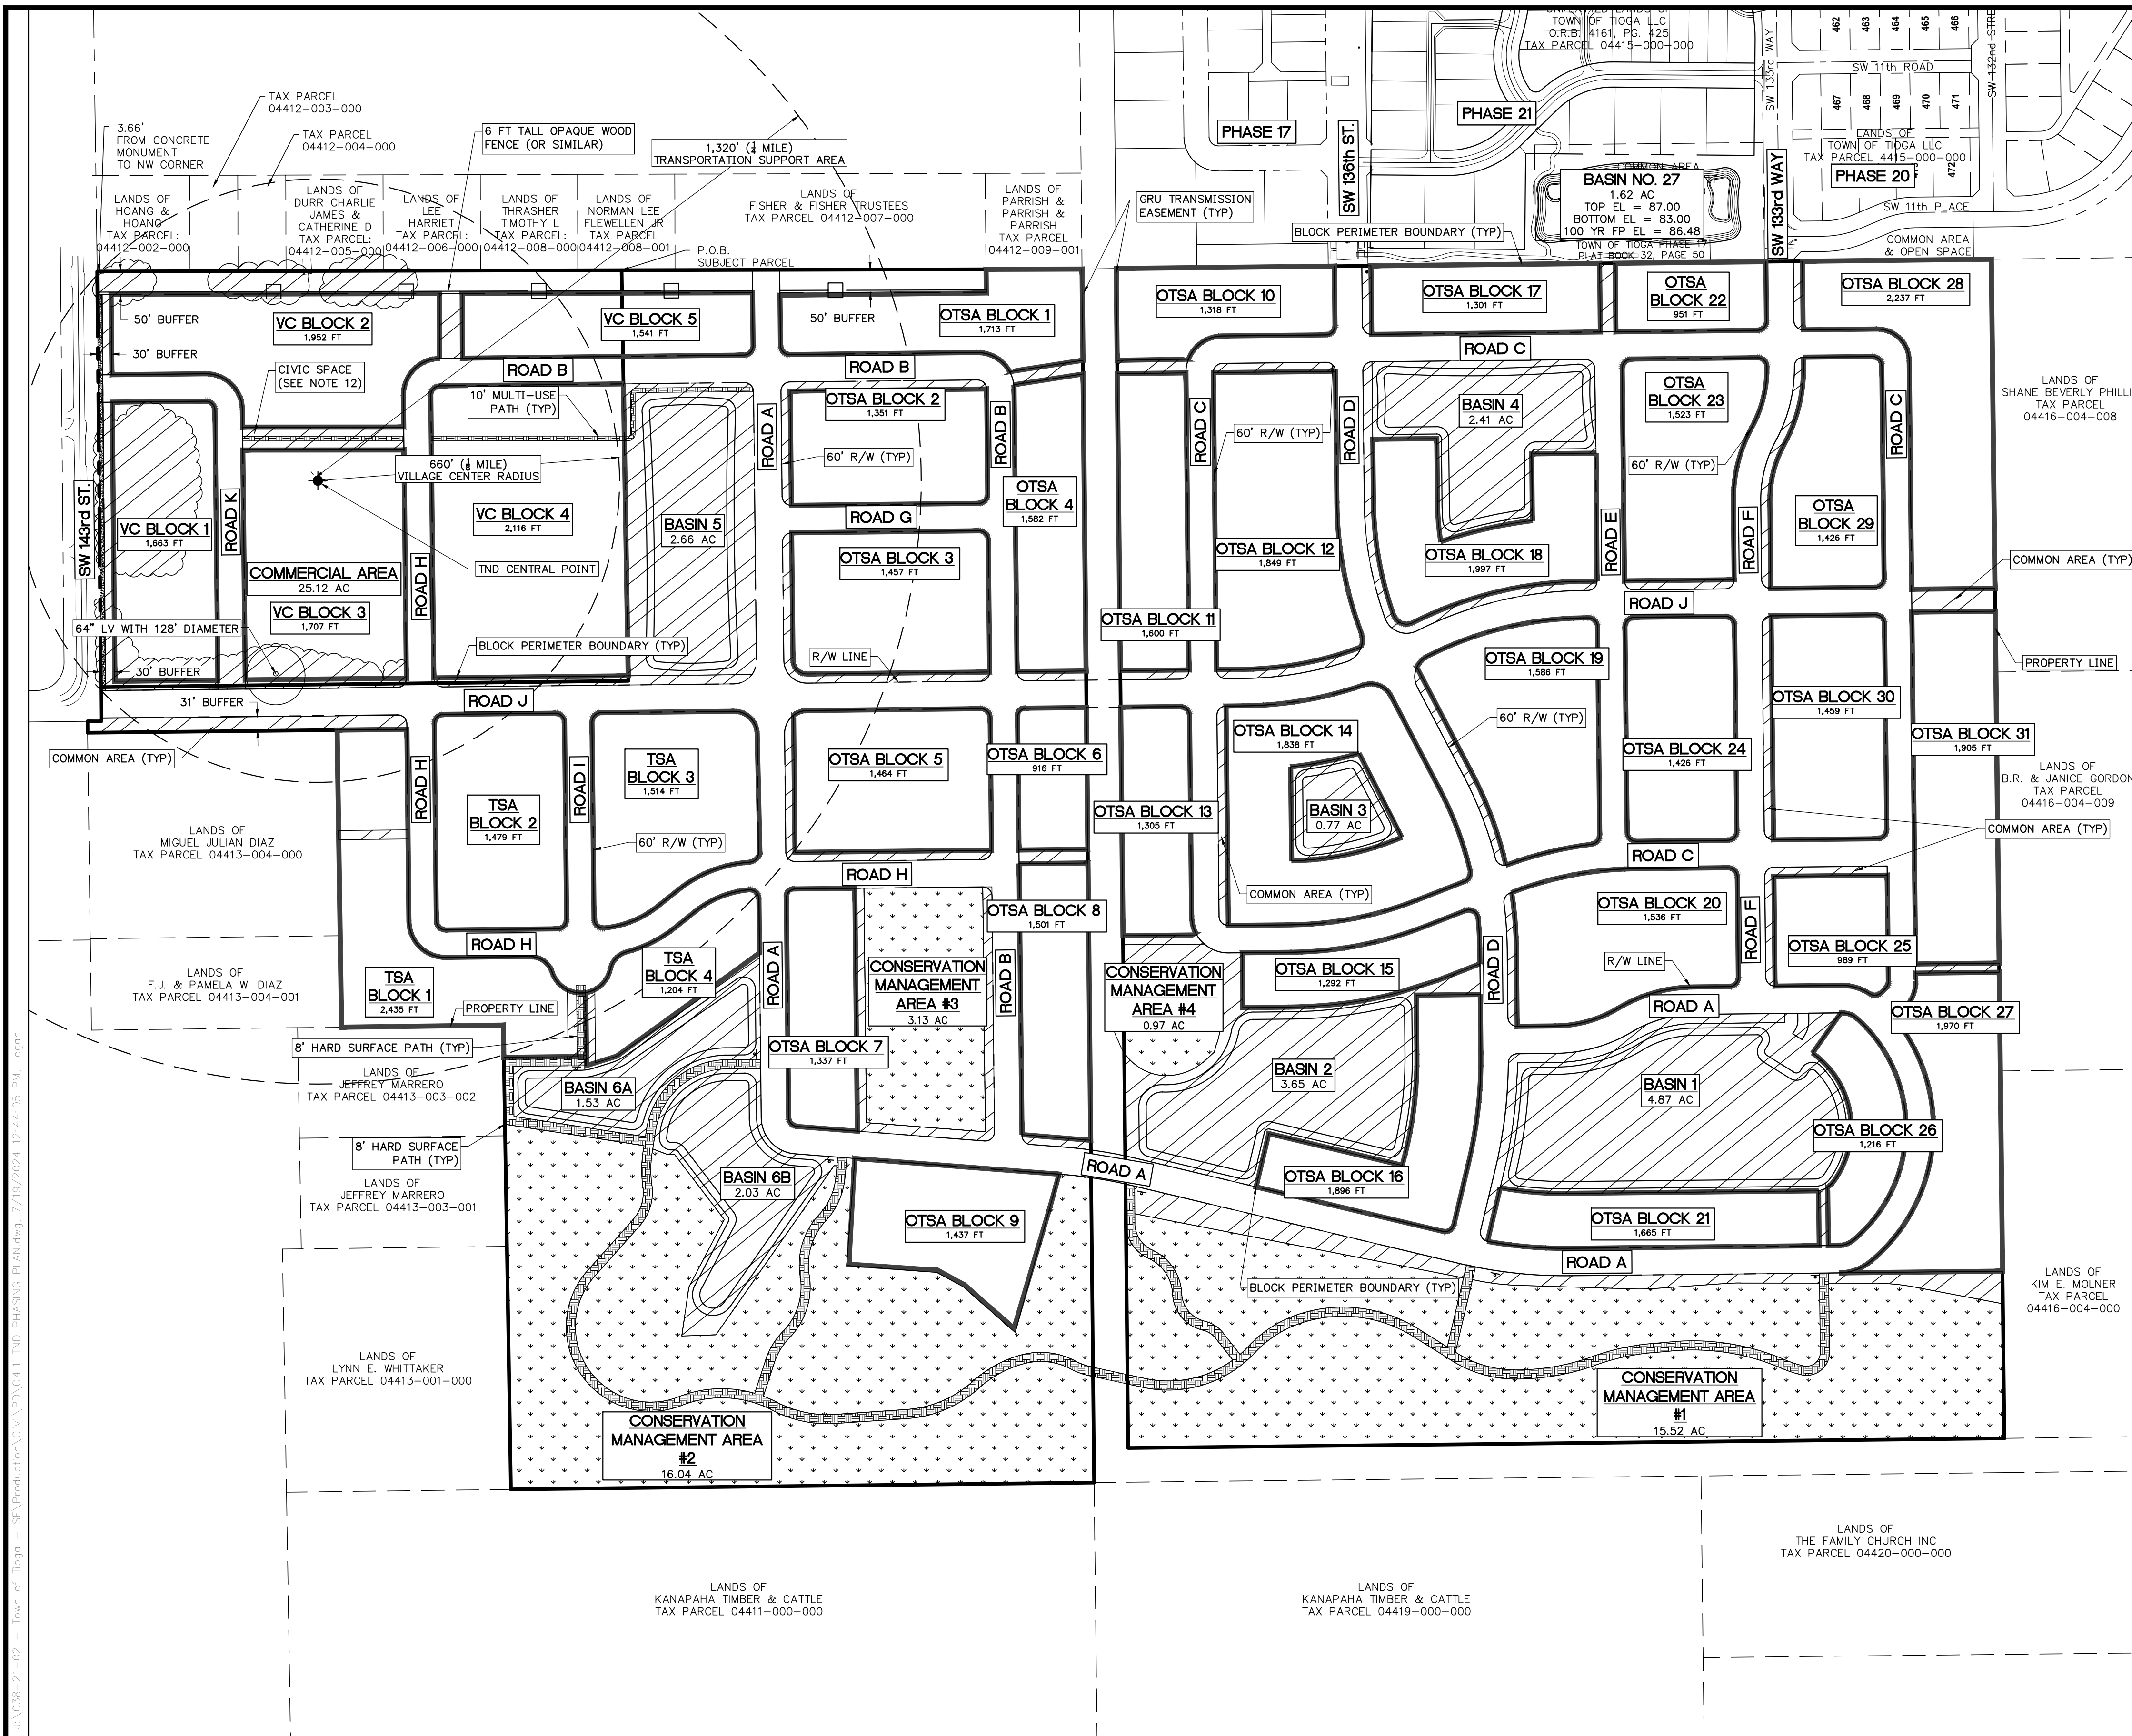 TAX PARCEL
04412-003-000
3.66'
FROM CONCRETE
MONUMENT
TO NW CORNER
TAX PARCEL
04412-004-000
6 FT TALL OPAQUE WOOD
FENCE (OR SIMILAR)
1,320' (¼ MILE)
TRANSPORTATION SUPPORT AREA
LANDS OF
HOANG &
HOANG
TAX PARCEL:
04412-002-000
LANDS OF
DURR CHARLIE
JAMES &
CATHERINE D
TAX PARCEL:
04412-005-000
LANDS OF
LEE
HARRIET
TAX PARCEL:
04412-006-000
LANDS OF
THRASHER
TIMOTHY L
TAX PARCEL:
04412-008-000
LANDS OF
NORMAN LEE
FLEWELLEN JR
TAX PARCEL
04412-008-001
LANDS OF
FISHER & FISHER TRUSTEES
TAX PARCEL 04412-007-000
LANDS OF
PARRISH &
PARRISH &
PARRISH
TAX PARCEL
04412-009-001
P.O.B.
SUBJECT PARCEL
GRU TRANSMISSION
EASEMENT (TYP)
BLOCK PERIMETER BOUNDARY (TYP)
TOWN OF TIOGA LLC
O.R.B. 4161, PG. 425
TAX PARCEL 04415-000-000
PHASE 17
SW 136th ST.
PHASE 21
COMMON AREA
BASIN NO. 27
1.62 AC
TOP EL = 87.00
BOTTOM EL = 83.00
100 YR FP EL = 86.48
TOWN OF TIOGA PHASE 17
PLAT BOOK 32, PAGE 50
SW 133rd WAY
SW 133rd WAY
462
463
464
465
466
SW 11th ROAD
467
468
469
470
471
472
LANDS OF
TOWN OF TIOGA LLC
TAX PARCEL 4415-000-000
PHASE 20
SW 11th PLACE
COMMON AREA
& OPEN SPACE
50' BUFFER
VC BLOCK 2
1,952 FT
VC BLOCK 5
1,541 FT
50' BUFFER
OTSA BLOCK 1
1,713 FT
30' BUFFER
CIVIC SPACE
(SEE NOTE 12)
ROAD B
ROAD B
10' MULTI-USE
PATH (TYP)
660' (⅛ MILE)
VILLAGE CENTER RADIUS
SW 143rd ST.
VC BLOCK 1
1,663 FT
ROAD K
COMMERCIAL AREA
25.12 AC
VC BLOCK 3
1,707 FT
ROAD H
VC BLOCK 4
2,116 FT
TND CENTRAL POINT
BASIN 5
2.66 AC
ROAD A
OTSA BLOCK 2
1,351 FT
60' R/W (TYP)
ROAD B
ROAD G
OTSA BLOCK 3
1,457 FT
OTSA
BLOCK 4
1,582 FT
64" LV WITH 128' DIAMETER
30' BUFFER
BLOCK PERIMETER BOUNDARY (TYP)
R/W LINE
31' BUFFER
ROAD J
COMMON AREA (TYP)
OTSA BLOCK 10
1,318 FT
OTSA BLOCK 17
1,301 FT
OTSA
BLOCK 22
951 FT
OTSA BLOCK 28
2,237 FT
ROAD C
ROAD C
60' R/W (TYP)
ROAD D
BASIN 4
2.41 AC
OTSA
BLOCK 23
1,523 FT
60' R/W (TYP)
ROAD C
LANDS OF
TAX PARCEL
04416-004-008
OTSA BLOCK 12
1,849 FT
OTSA BLOCK 18
1,997 FT
ROAD E
ROAD F
OTSA
BLOCK 29
1,426 FT
COMMON AREA (TYP)
OTSA BLOCK 11
1,600 FT
ROAD J
OTSA BLOCK 19
1,586 FT
PROPERTY LINE
60' R/W (TYP)
OTSA BLOCK 30
1,459 FT
OTSA BLOCK 31
1,905 FT
OTSA BLOCK 24
1,426 FT
LANDS OF
B.R. & JANICE GORDON
TAX PARCEL
04416-004-009
COMMON AREA (TYP)
ROAD H
TSA
BLOCK 2
1,479 FT
ROAD I
TSA
BLOCK 3
1,514 FT
60' R/W (TYP)
OTSA BLOCK 5
1,464 FT
OTSA BLOCK 6
916 FT
OTSA BLOCK 13
1,305 FT
OTSA BLOCK 14
1,838 FT
BASIN 3
0.77 AC
COMMON AREA (TYP)
ROAD C
LANDS OF
MIGUEL JULIAN DIAZ
TAX PARCEL 04413-004-000
ROAD H
ROAD H
OTSA BLOCK 8
1,501 FT
OTSA BLOCK 20
1,536 FT
ROAD F
OTSA BLOCK 25
989 FT
LANDS OF
F.J. & PAMELA W. DIAZ
TAX PARCEL 04413-004-001
TSA
BLOCK 1
2,435 FT
TSA
BLOCK 4
1,204 FT
ROAD A
CONSERVATION
MANAGEMENT
AREA #3
3.13 AC
ROAD B
CONSERVATION
MANAGEMENT
AREA #4
0.97 AC
OTSA BLOCK 15
1,292 FT
ROAD D
R/W LINE
ROAD A
OTSA BLOCK 27
1,970 FT
PROPERTY LINE
8' HARD SURFACE PATH (TYP)
OTSA BLOCK 7
1,337 FT
LANDS OF
JEFFREY MARRERO
TAX PARCEL 04413-003-002
BASIN 6A
1.53 AC
BASIN 2
3.65 AC
BASIN 1
4.87 AC
OTSA BLOCK 26
1,216 FT
8' HARD SURFACE
PATH (TYP)
LANDS OF
JEFFREY MARRERO
TAX PARCEL 04413-003-001
BASIN 6B
2.03 AC
ROAD A
OTSA BLOCK 16
1,896 FT
OTSA BLOCK 9
1,437 FT
OTSA BLOCK 21
1,665 FT
ROAD A
BLOCK PERIMETER BOUNDARY (TYP)
LANDS OF
KIM E. MOLNER
TAX PARCEL
04416-004-000
LANDS OF
LYNN E. WHITTAKER
TAX PARCEL 04413-001-000
CONSERVATION
MANAGEMENT AREA
#2
16.04 AC
CONSERVATION
MANAGEMENT AREA
#1
15.52 AC
LANDS OF
THE FAMILY CHURCH INC
TAX PARCEL 04420-000-000
LANDS OF
KANAPAHA TIMBER & CATTLE
TAX PARCEL 04411-000-000
LANDS OF
KANAPAHA TIMBER & CATTLE
TAX PARCEL 04419-000-000
J:\038-21-02 - Town of Tioga - SE\Production\Civil\PD\C4.1 TND PHASING PLAN.dwg, 7/19/2024 12:44:05 PM, Logan